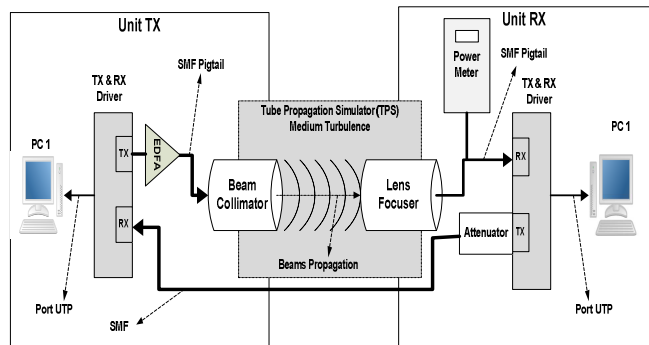 Unit TX
Unit RX
SMF Pigtail
Power
Meter
SMF Pigtail
TX & RX
Driver
EDFA
Tube Propagation Simulator(TPS)
Medium Turbulence
TX & RX
Driver
PC 1
TX
Beam
Collimator
Lens
Focuser
RX
PC 1
RX
Attenuator
TX
Beams Propagation
Port UTP
SMF
Port UTP